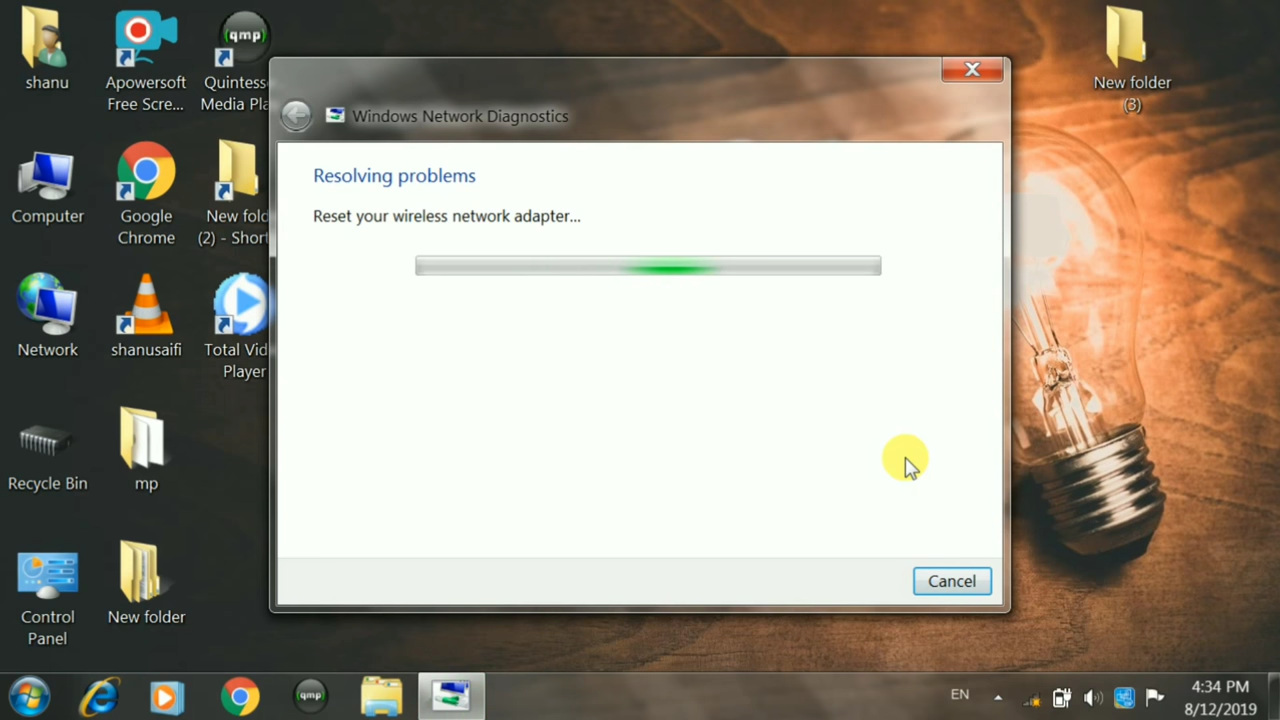 shanu
Apowersoft
Free Scre...
qmp
Quintess
Media Pla
New folder
(3)
Windows Network Diagnostics
Resolving problems
Reset your wireless network adapter...
Cancel
Computer
Google
Chrome
New fold
(2) - Short
Network
shanusaifi
Total Vid
Player
Recycle Bin
mp
Control
Panel
New folder
qmp
EN
4:34 PM
8/12/2019